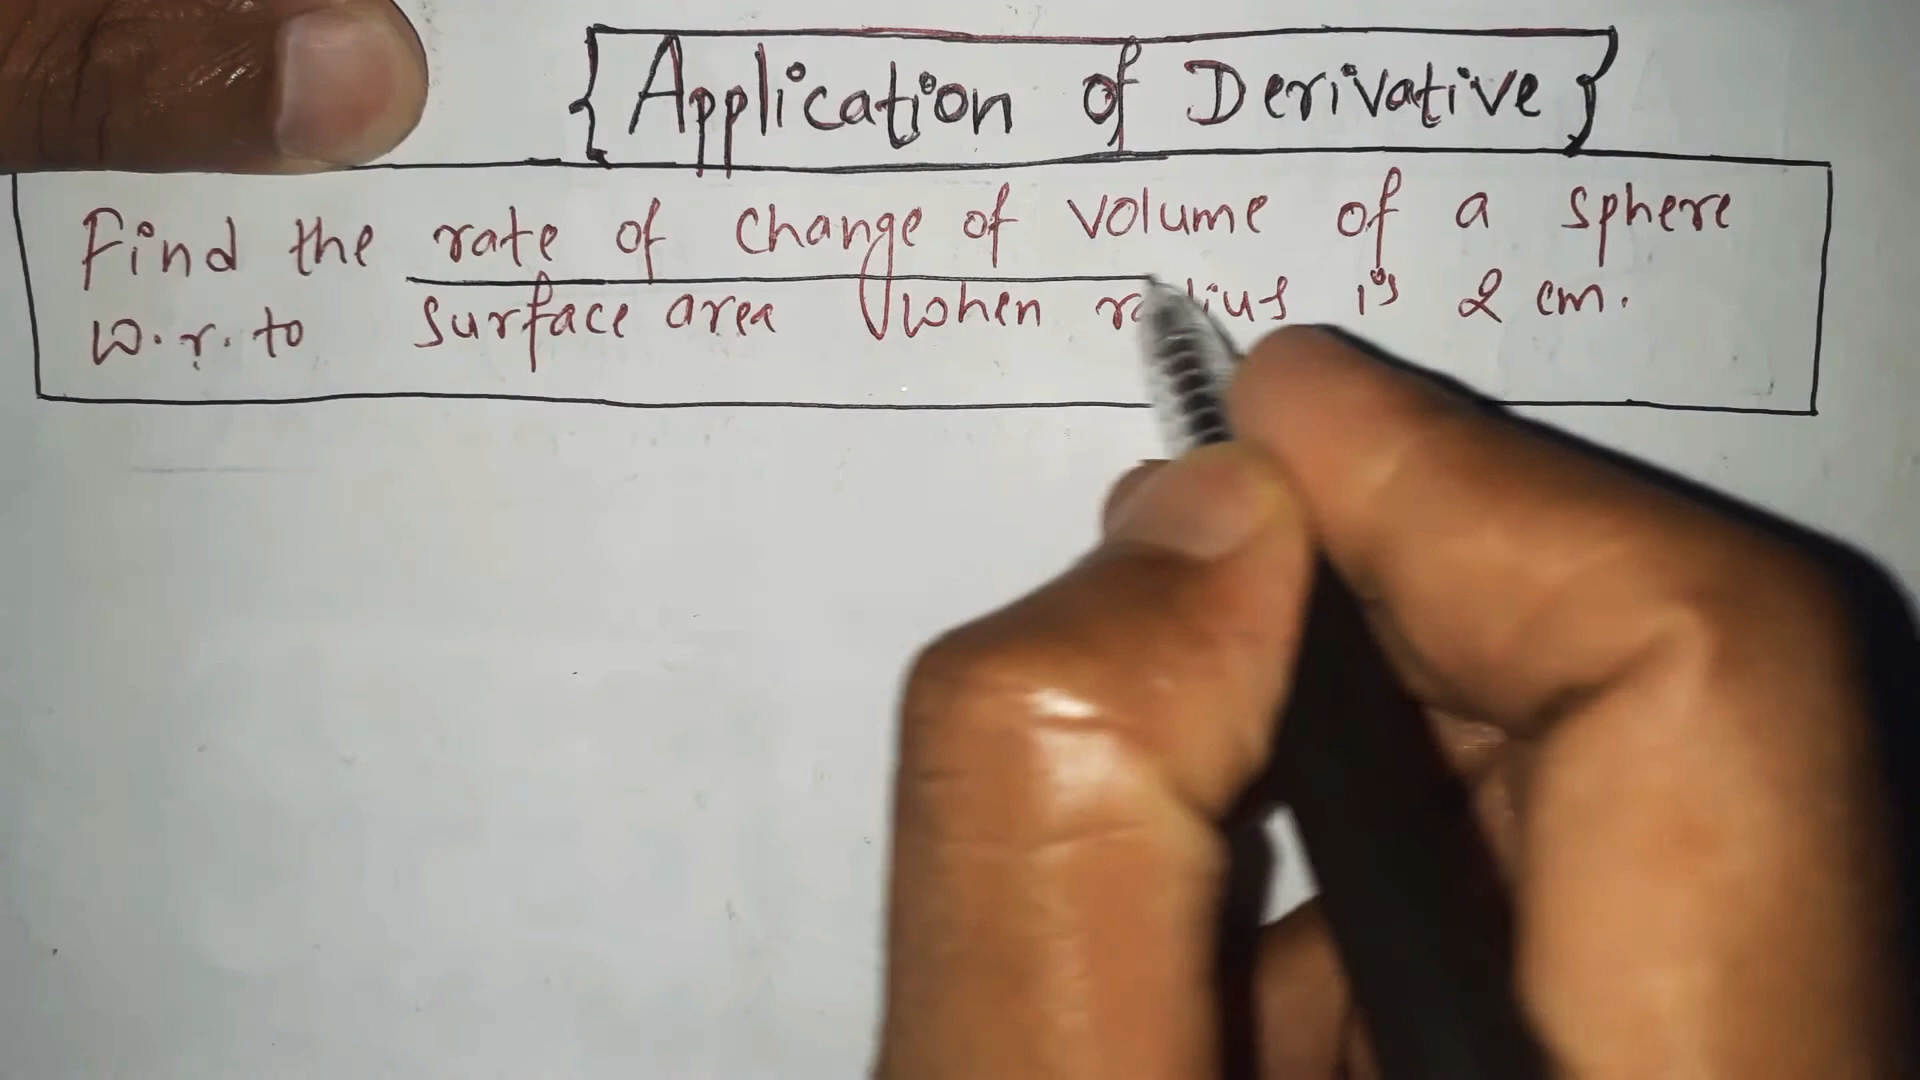 {Application of Derivative}
Find the rate of change of volume of a sphere
w.r.to surface area when radius is 2 cm.